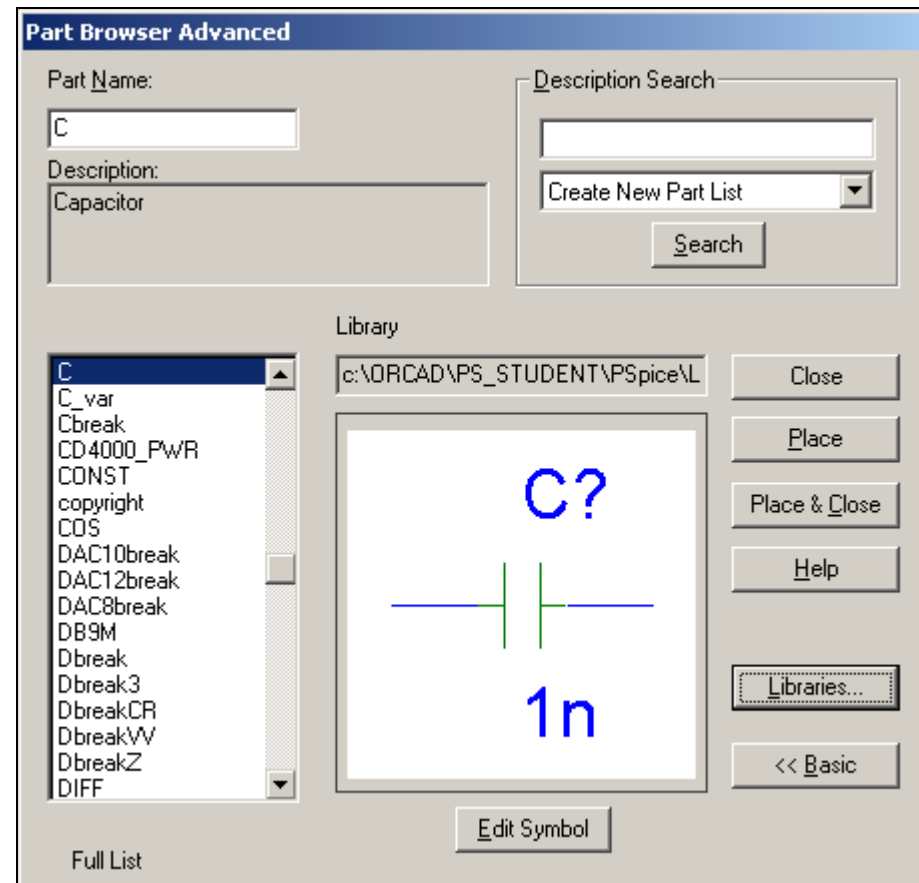 Part Browser Advanced
Part Name:
C
Description:
Capacitor
Description Search
Create New Part List
Search
Library
c:\ORCAD\PS_STUDENT\PSpice\L
C
C_var
Cbreak
CD4000_PWR
CONST
copyright
COS
DAC10break
DAC12break
DAC8break
DB9M
Dbreak
Dbreak3
DbreakCR
DbreakVV
DbreakZ
DIFF
Full List
C?
1n
Edit Symbol
Close
Place
Place & Close
Help
Libraries...
<< Basic